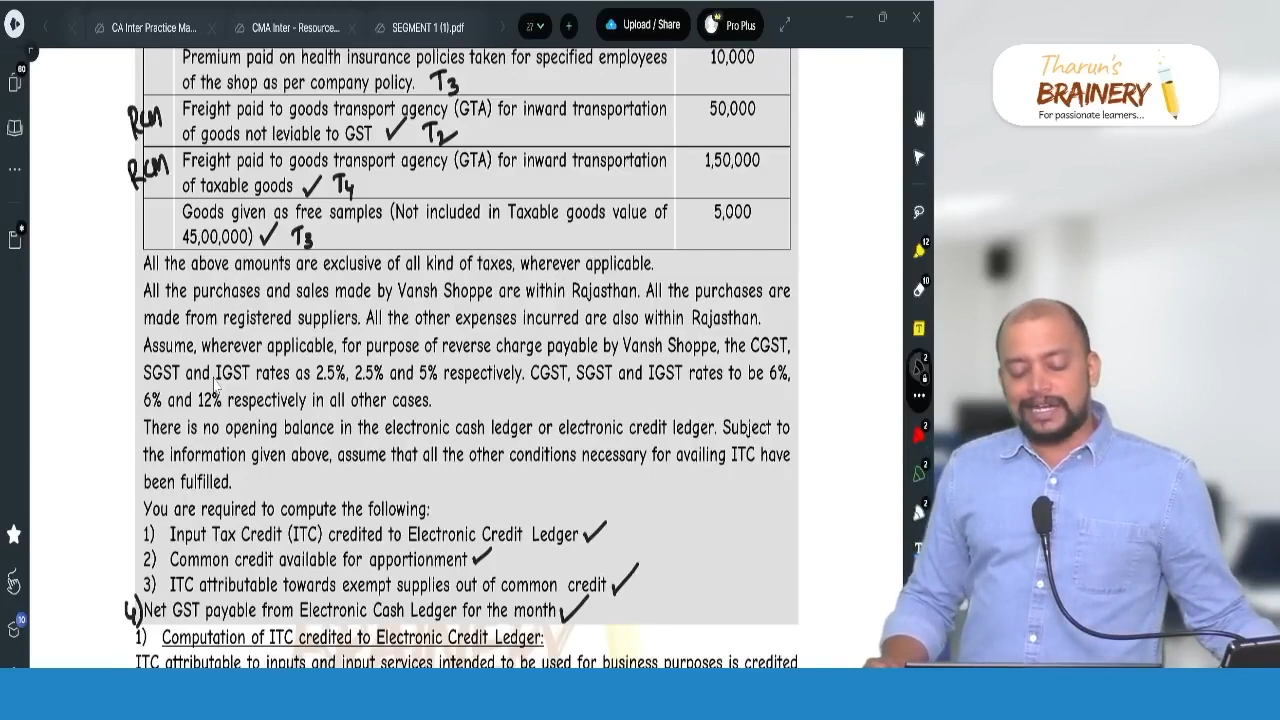 CA Inter Practice Ma...
CMA Inter - Resource...
SEGMENT 1 (1).pdf
27
Upload / Share
Pro Plus
Premium paid on health insurance policies taken for specified employees 10,000
of the shop as per company policy. T3
RCM Freight paid to goods transport agency (GTA) for inward transportation 50,000
of goods not leviable to GST ✓ T2
RCM Freight paid to goods transport agency (GTA) for inward transportation 1,50,000
of taxable goods ✓ T4
Goods given as free samples (Not included in Taxable goods value of 5,000
45,00,000) ✓ T3
All the above amounts are exclusive of all kind of taxes, wherever applicable.
All the purchases and sales made by Vansh Shoppe are within Rajasthan. All the purchases are
made from registered suppliers. All the other expenses incurred are also within Rajasthan.
Assume, wherever applicable, for purpose of reverse charge payable by Vansh Shoppe, the CGST,
SGST and IGST rates as 2.5%, 2.5% and 5% respectively. CGST, SGST and IGST rates to be 6%,
6% and 12% respectively in all other cases.
There is no opening balance in the electronic cash ledger or electronic credit ledger. Subject to
the information given above, assume that all the other conditions necessary for availing ITC have
been fulfilled.
You are required to compute the following:
1) Input Tax Credit (ITC) credited to Electronic Credit Ledger ✓
2) Common credit available for apportionment ✓
3) ITC attributable towards exempt supplies out of common credit ✓
4) Net GST payable from Electronic Cash Ledger for the month ✓
1) Computation of ITC credited to Electronic Credit Ledger:
ITC attributable to inputs and input services intended to be used for business purposes is credited
Tharun's
BRAINERY
For passionate learners...